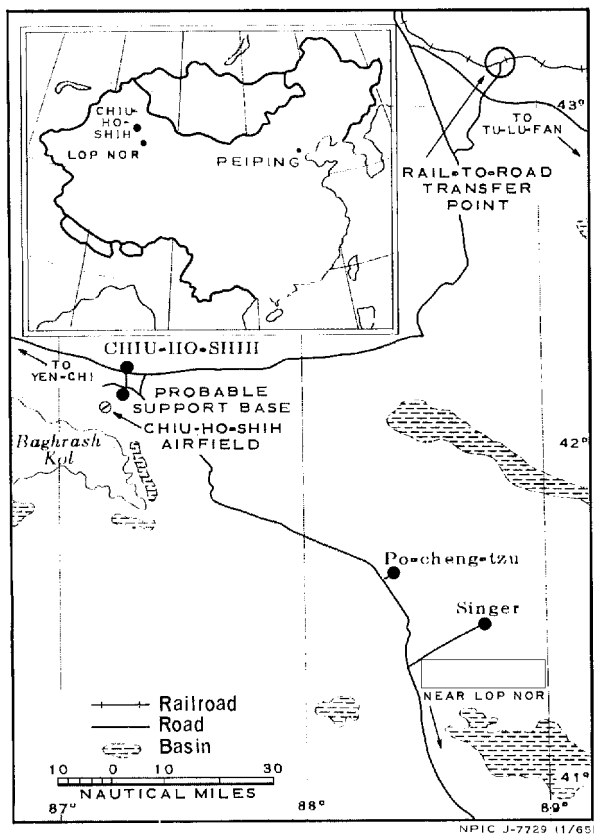 CHIU-
HO-
SHIH
LOP NOR
PEIPING
43°
TO
TU-LU-FAN
RAIL-TO-ROAD
TRANSFER
POINT
CHIU-HO-SHIH
TO
YEN-CHI
PROBABLE
SUPPORT BASE
CHIU-HO-SHIH
AIRFIELD
Baghrash
Kol
42°
Po-cheng-tzu
Singer
NEAR LOP NOR
Railroad
Road
Basin
10 0 10 30
NAUTICAL MILES
41°
87°
88°
89°
NPIC J-7729 (1/65)